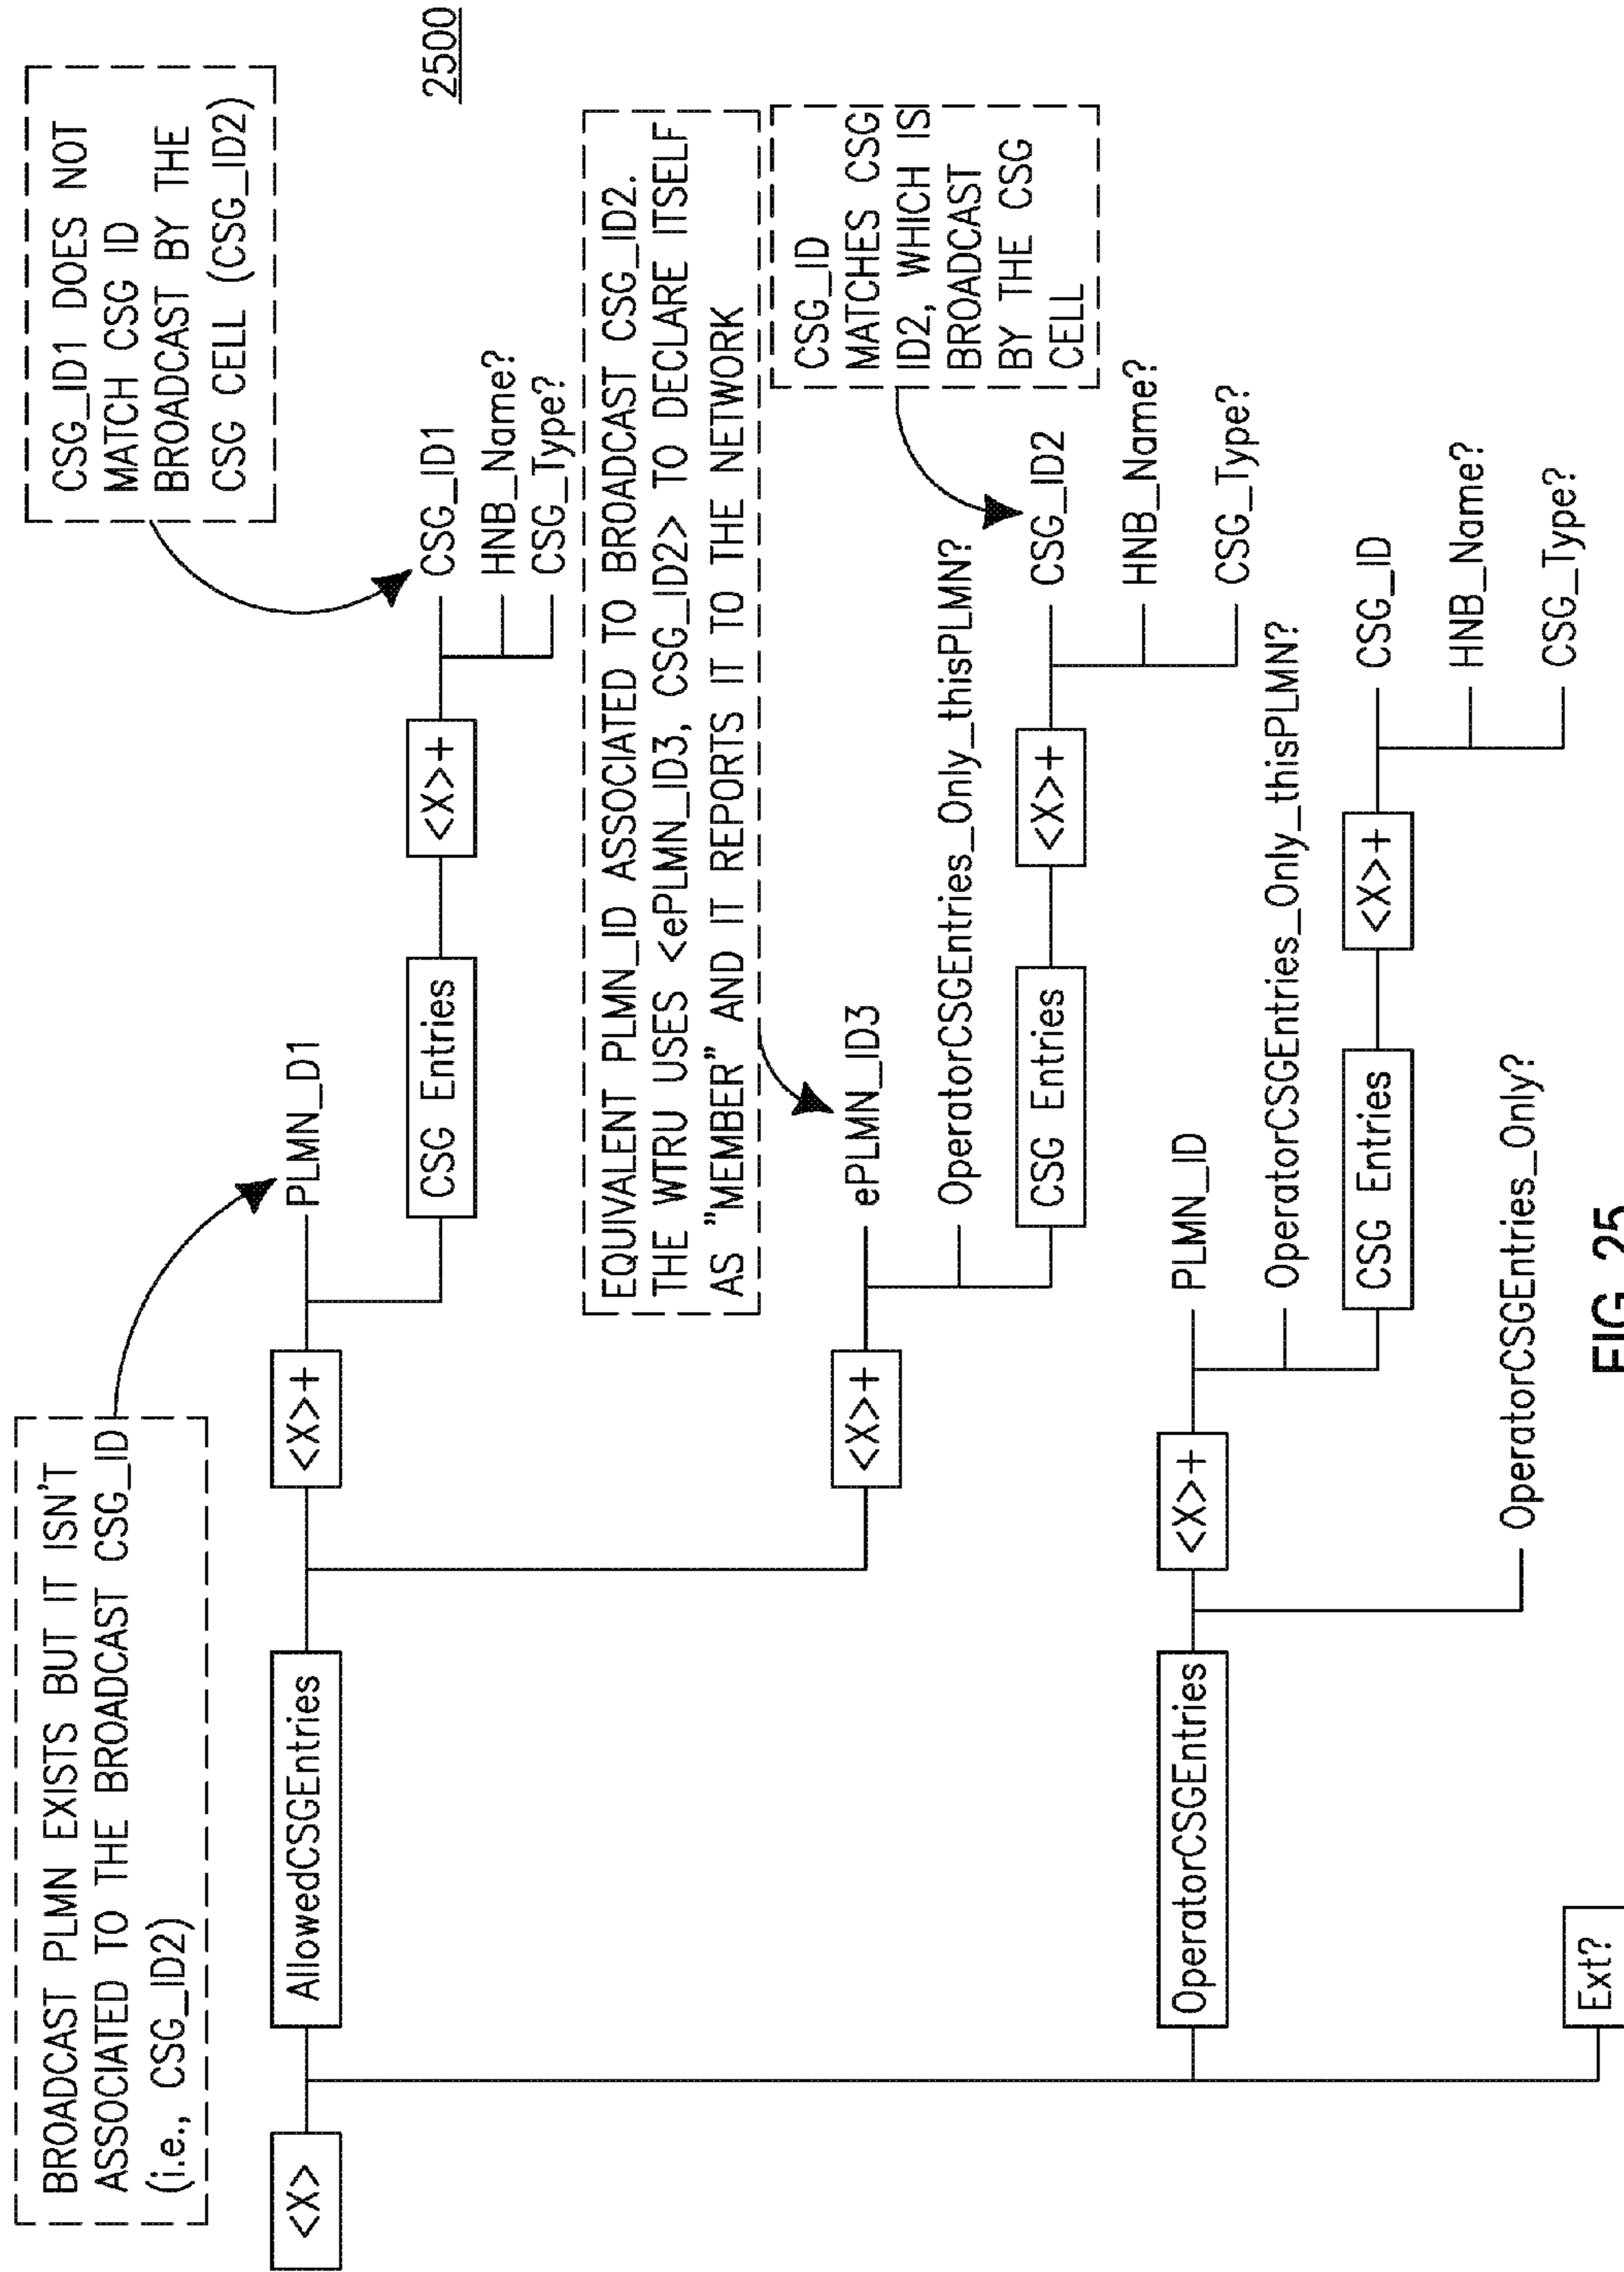 2500
BROADCAST PLMN EXISTS BUT IT ISN'T
ASSOCIATED TO THE BROADCAST CSG_ID
(i.e., CSG_ID2)
CSG_ID1 DOES NOT
MATCH CSG ID
BROADCAST BY THE
CSG CELL (CSG_ID2)
<X>
AllowedCSGEntries
<X>+
PLMN_D1
CSG Entries
<X>+
CSG_ID1
HNB_Name?
CSG_Type?
EQUIVALENT PLMN_ID ASSOCIATED TO BROADCAST CSG_ID2.
THE WTRU USES <ePLMN_ID3, CSG_ID2> TO DECLARE ITSELF
AS "MEMBER" AND IT REPORTS IT TO THE NETWORK
CSG_ID
MATCHES CSG
ID2, WHICH IS
BROADCAST
BY THE CSG
CELL
<X>+
ePLMN_ID3
OperatorCSGEntries_Only_thisPLMN?
CSG Entries
<X>+
CSG_ID2
HNB_Name?
CSG_Type?
OperatorCSGEntries
<X>+
PLMN_ID
OperatorCSGEntries_Only_thisPLMN?
CSG Entries
<X>+
CSG_ID
HNB_Name?
CSG_Type?
OperatorCSGEntries_Only?
Ext?
FIG. 25